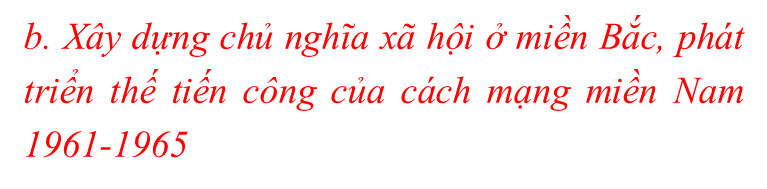 b. Xây dựng chủ nghĩa xã hội ở miền Bắc, phát
triển thế tiến công của cách mạng miền Nam
1961-1965